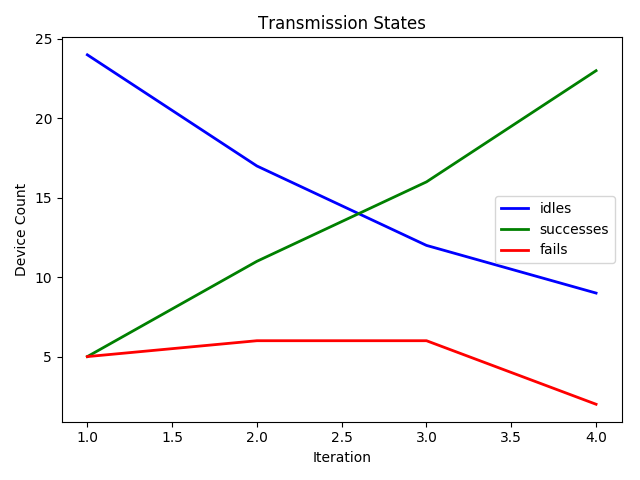 Transmission States
25
20
15
10
5
Device Count
idles
successes
fails
1.0 1.5 2.0 2.5 3.0 3.5 4.0
Iteration